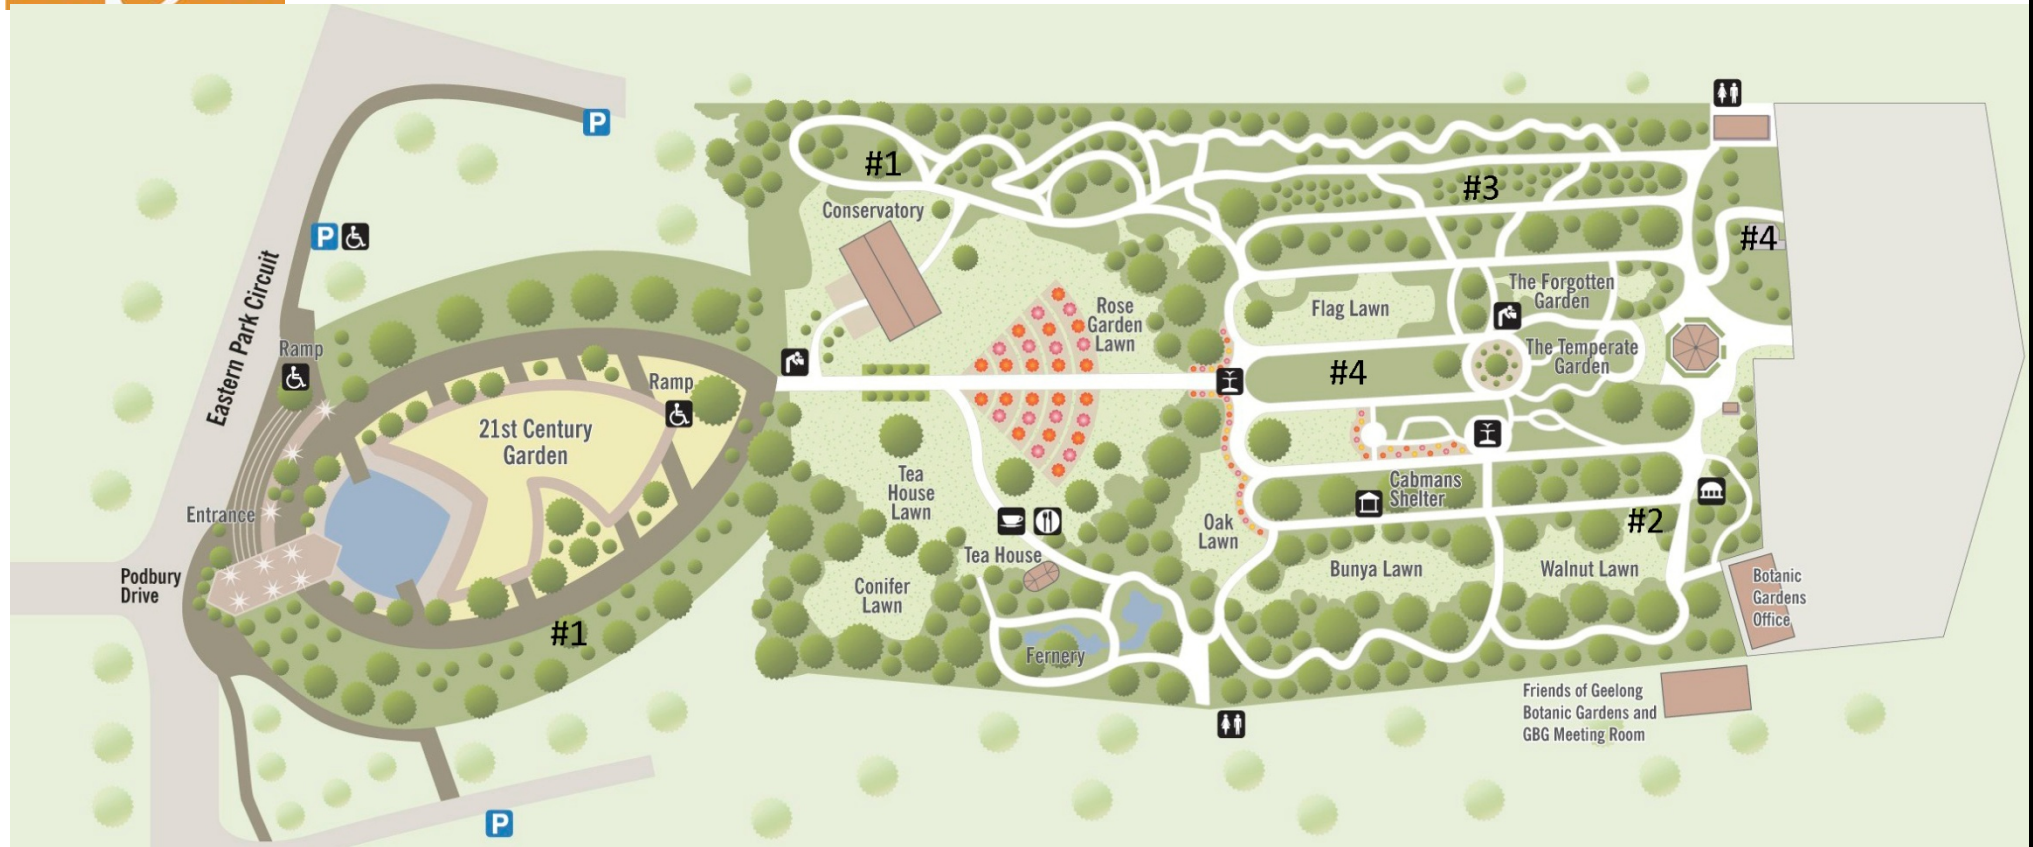 P
#1
#3
Conservatory
P
#4
Eastern Park Circuit
The Forgotten
Garden
Flag Lawn
Rose
Garden
Lawn
Ramp
The Temperate
Garden
#4
Ramp
21st Century
Garden
Tea
House
Lawn
Cabmans
Shelter
Entrance
#2
Oak
Lawn
Tea House
Bunya Lawn
Walnut Lawn
Podbury
Drive
Conifer
Lawn
Botanic
Gardens
Office
#1
Fernery
Friends of Geelong
Botanic Gardens and
GBG Meeting Room
P